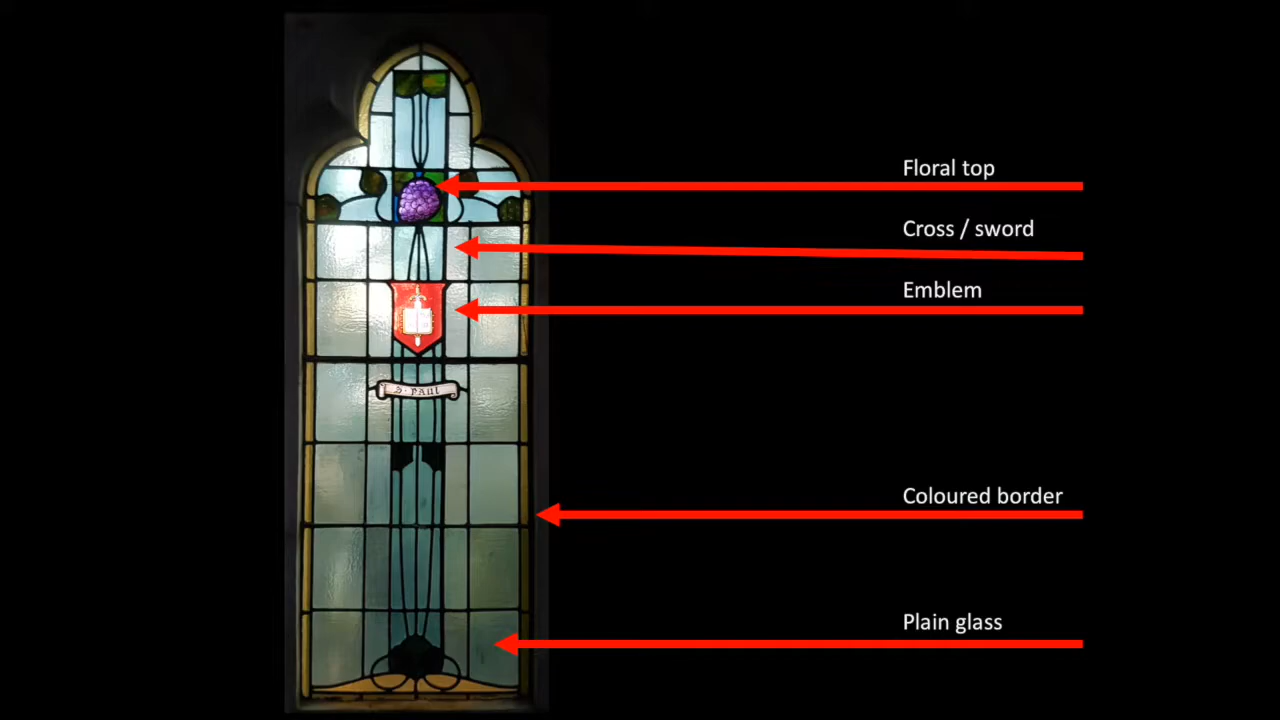 Floral top
Cross / sword
Emblem
S · PAUL
Coloured border
Plain glass